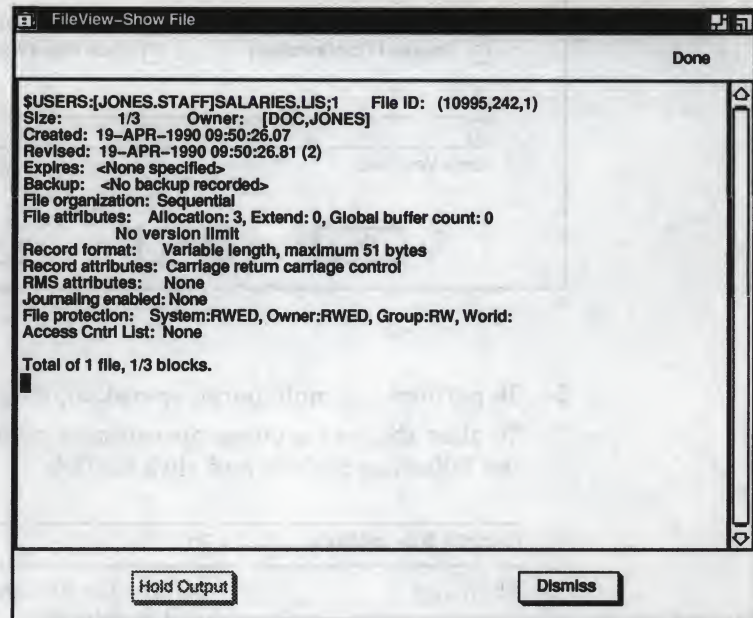 FileView–Show File
Done
$USERS:[JONES.STAFF]SALARIES.LIS;1 File ID: (10995,242,1)
Size: 1/3 Owner: [DOC,JONES]
Created: 19–APR–1990 09:50:26.07
Revised: 19–APR–1990 09:50:26.81 (2)
Expires: <None specified>
Backup: <No backup recorded>
File organization: Sequential
File attributes: Allocation: 3, Extend: 0, Global buffer count: 0
No version limit
Record format: Variable length, maximum 51 bytes
Record attributes: Carriage return carriage control
RMS attributes: None
Journaling enabled: None
File protection: System:RWED, Owner:RWED, Group:RW, World:
Access Cntrl List: None
Total of 1 file, 1/3 blocks.
Hold Output
Dismiss